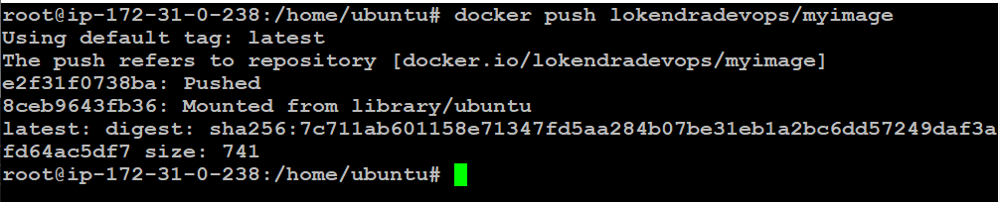 root@ip-172-31-0-238:/home/ubuntu# docker push lokendradevops/myimage
Using default tag: latest
The push refers to repository [docker.io/lokendradevops/myimage]
e2f31f0738ba: Pushed
8ceb9643fb36: Mounted from library/ubuntu
latest: digest: sha256:7c711ab601158e71347fd5aa284b07be31eb1a2bc6dd57249daf3a
fd64ac5df7 size: 741
root@ip-172-31-0-238:/home/ubuntu#